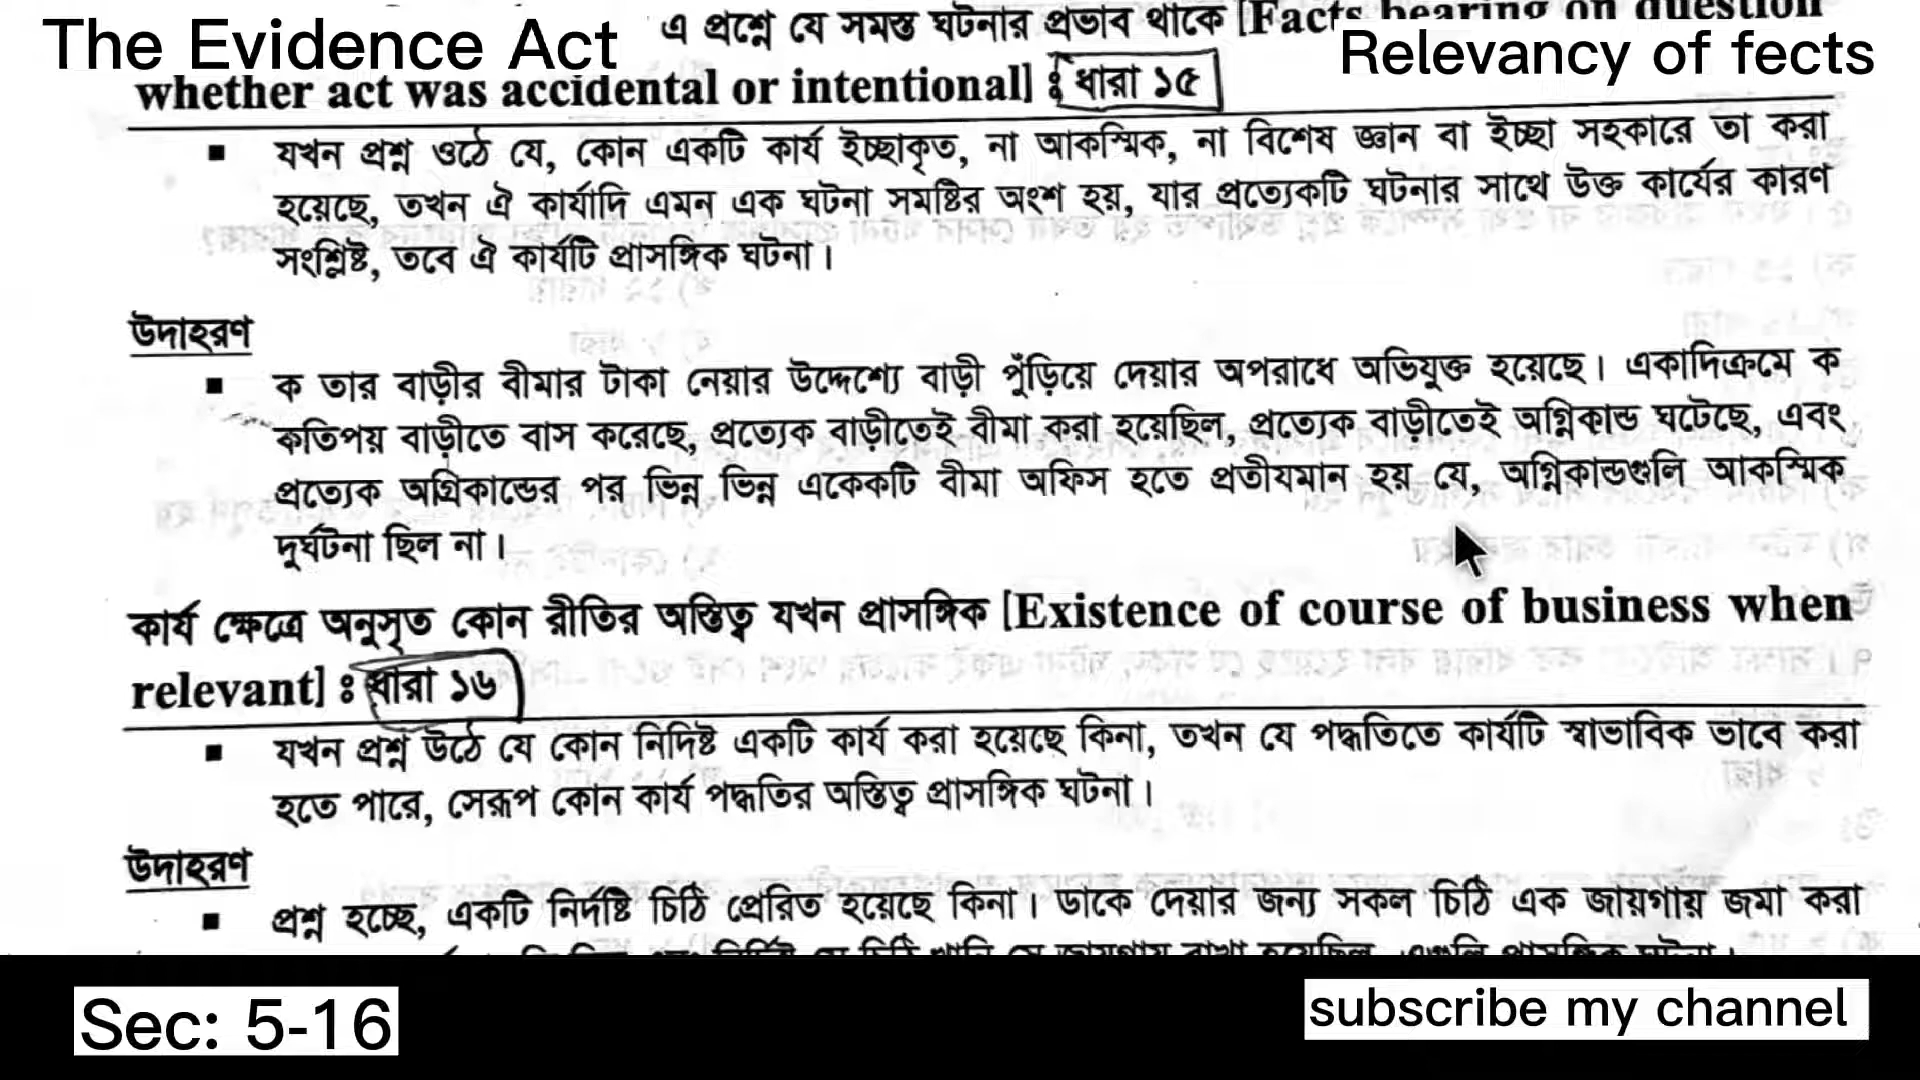 The Evidence Act
এ প্রশ্নে যে সমস্ত ঘটনার প্রভাব থাকে [Facts bearing on question
Relevancy of fects
whether act was accidental or intentional] : ধারা ১৫
▪ যখন প্রশ্ন ওঠে যে, কোন একটি কার্য ইচ্ছাকৃত, না আকস্মিক, না বিশেষ জ্ঞান বা ইচ্ছা সহকারে তা করা
হয়েছে, তখন ঐ কার্যাদি এমন এক ঘটনা সমষ্টির অংশ হয়, যার প্রত্যেকটি ঘটনার সাথে উক্ত কার্যের কারণ
সংশ্লিষ্ট, তবে ঐ কার্যটি প্রাসঙ্গিক ঘটনা।
উদাহরণ
▪ ক তার বাড়ীর বীমার টাকা নেয়ার উদ্দেশ্যে বাড়ী পুঁড়িয়ে দেয়ার অপরাধে অভিযুক্ত হয়েছে। একাদিক্রমে ক
কতিপয় বাড়ীতে বাস করেছে, প্রত্যেক বাড়ীতেই বীমা করা হয়েছিল, প্রত্যেক বাড়ীতেই অগ্নিকান্ড ঘটেছে, এবং
প্রত্যেক অগ্নিকান্ডের পর ভিন্ন ভিন্ন একেকটি বীমা অফিস হতে প্রতীয়মান হয় যে, অগ্নিকান্ডগুলি আকস্মিক
দুর্ঘটনা ছিল না।
কার্য ক্ষেত্রে অনুসৃত কোন রীতির অস্তিত্ব যখন প্রাসঙ্গিক [Existence of course of business when
relevant] : ধারা ১৬
▪ যখন প্রশ্ন উঠে যে কোন নির্দিষ্ট একটি কার্য করা হয়েছে কিনা, তখন যে পদ্ধতিতে কার্যটি স্বাভাবিক ভাবে করা
হতে পারে, সেরূপ কোন কার্য পদ্ধতির অস্তিত্ব প্রাসঙ্গিক ঘটনা।
উদাহরণ
▪ প্রশ্ন হচ্ছে, একটি নির্দষ্টি চিঠি প্রেরিত হয়েছে কিনা। ডাকে দেয়ার জন্য সকল চিঠি এক জায়গায় জমা করা
চিঠি খানি সে জায়গায় রাখা হয়েছিল, এগুলি প্রাসঙ্গিক ঘটনা।
Sec: 5-16
subscribe my channel